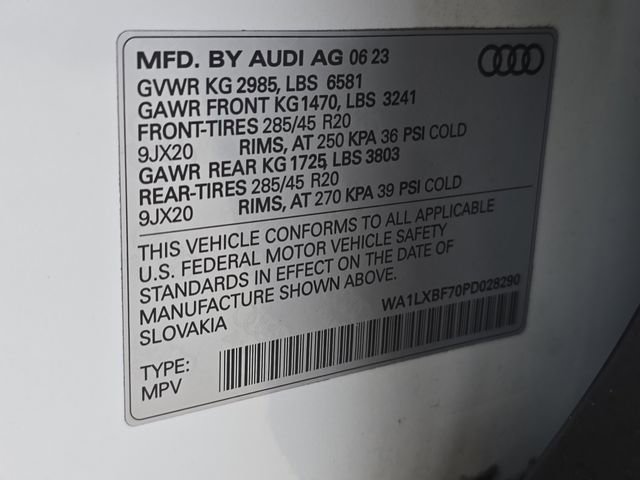 MFD. BY AUDI AG 06 23
GVWR KG 2985, LBS 6581
GAWR FRONT KG1470, LBS 3241
FRONT-TIRES 285/45 R20
9JX20 RIMS, AT 250 KPA 36 PSI COLD
GAWR REAR KG 1725, LBS 3803
REAR-TIRES 285/45 R20
9JX20 RIMS, AT 270 KPA 39 PSI COLD
THIS VEHICLE CONFORMS TO ALL APPLICABLE
U.S. FEDERAL MOTOR VEHICLE SAFETY
STANDARDS IN EFFECT ON THE DATE OF
MANUFACTURE SHOWN ABOVE.
SLOVAKIA
WA1LXBF70PD028290
TYPE:
MPV